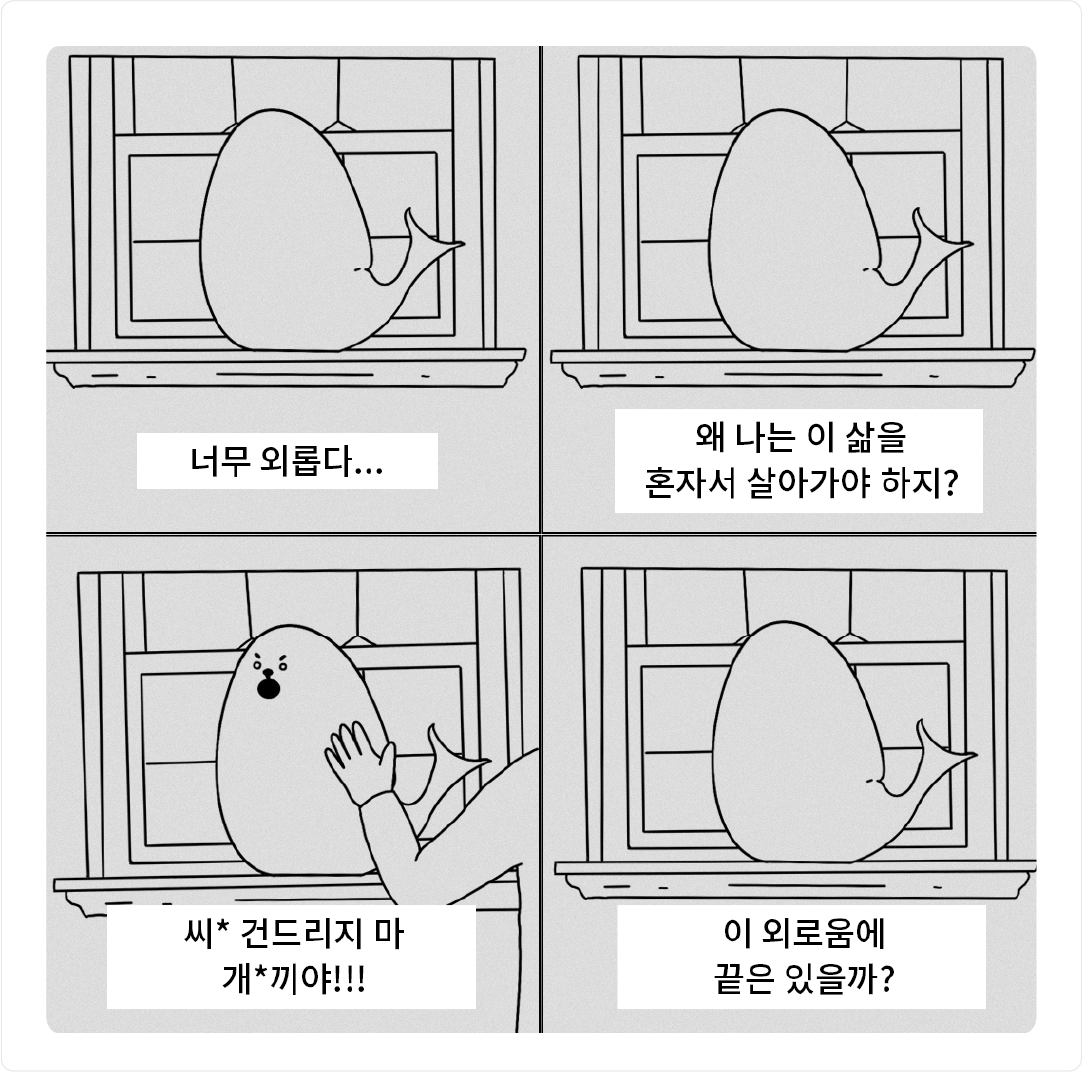 너무 외롭다...
왜 나는 이 삶을
혼자서 살아가야 하지?
씨* 건드리지 마
개*끼야!!!
이 외로움에
끝은 있을까?